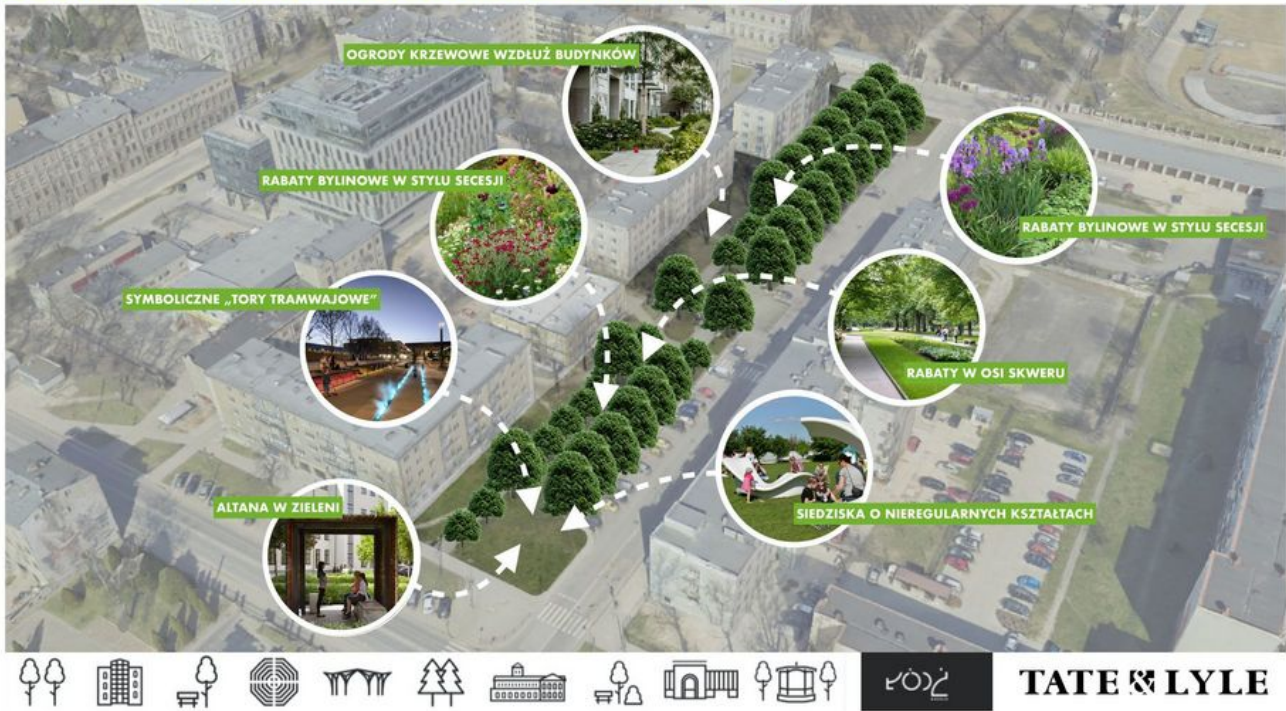 OGRODY KRZEWOWE WZDŁUŻ BUDYNKÓW
RABATY BYLINOWE W STYLU SECESJI
RABATY BYLINOWE W STYLU SECESJI
SYMBOLICZNE „TORY TRAMWAJOWE”
RABATY W OSI SKWERU
ALTANA W ZIELENI
SIEDZISKA O NIEREGULARNYCH KSZTAŁTACH
TATE & LYLE